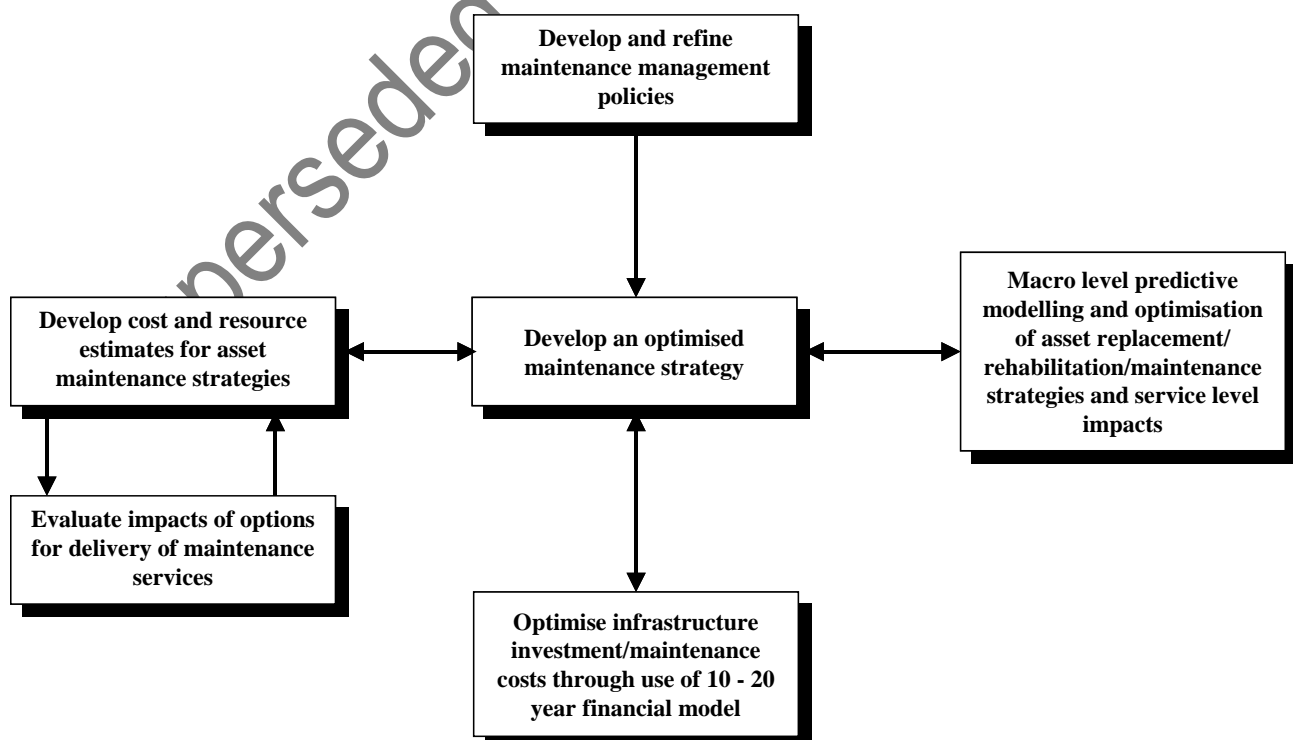 Develop and refine
maintenance management
policies
perseded
Develop cost and resource
estimates for asset
maintenance strategies
Develop an optimised
maintenance strategy
Macro level predictive
modelling and optimisation
of asset replacement/
rehabilitation/maintenance
strategies and service level
impacts
Evaluate impacts of options
for delivery of maintenance
services
Optimise infrastructure
investment/maintenance
costs through use of 10 - 20
year financial model